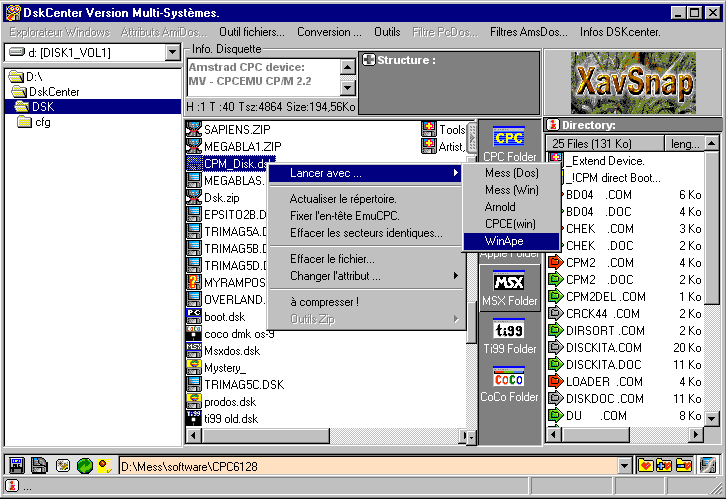 DskCenter Version Multi-Systèmes.
Explorateur Windows Attributs AmiDos... Outil fichiers... Conversion ... Outils Filtre PcDos... Filtres AmsDos... Infos DSKcenter.
d: [DISK1_VOL1]
D:\
DskCenter
DSK
cfg
Info. Disquette
Amstrad CPC device:
MV - CPCEMU CP/M 2.2
H :1 T :40 Tsz:4864 Size:194,56Ko
Structure :
XavSnap
SAPIENS.ZIP
MEGABLA1.ZIP
CPM_Disk.dsk
MEGABLAS.
Dsk.zip
EPSITO2B.D
TRIMAG5A.D
TRIMAG5B.D
TRIMAG5D.D
MYRAMPOS
OVERLAND.
boot.dsk
coco dmk os-9
Msxdos.dsk
Mystery_
TRIMAG5C.DSK
prodos.dsk
ti99 old.dsk
Tools
Artist,
Lancer avec ...
Actualiser le répertoire.
Fixer l'en-tête EmuCPC.
Effacer les secteurs identiques...
Effacer le fichier...
Changer l'attribut ...
à compresser !
Outils Zip
Mess (Dos)
Mess (Win)
Arnold
CPCE(win)
WinApe
CPC
CPC Folder
Apple Folder
MSX
MSX Folder
ti99
Ti99 Folder
CoCo
CoCo Folder
Directory:
25 Files (131 Ko) leng...
_Extend Device.
_!CPM direct Boot...
BD04 .COM 6 Ko
BD04 .DOC 4 Ko
CHEK .COM 3 Ko
CHEK .DOC 2 Ko
CPM2 .COM 4 Ko
CPM2 .DOC 4 Ko
CPM2DEL .COM 1 Ko
CRCK44 .COM 2 Ko
DIRSORT .COM 2 Ko
DISCKITA.COM 20 Ko
DISCKITA.DOC 11 Ko
LOADER .COM 4 Ko
DISKDOC .COM 11 Ko
DU .COM 8 Ko
D:\Mess\software\CPC6128
...